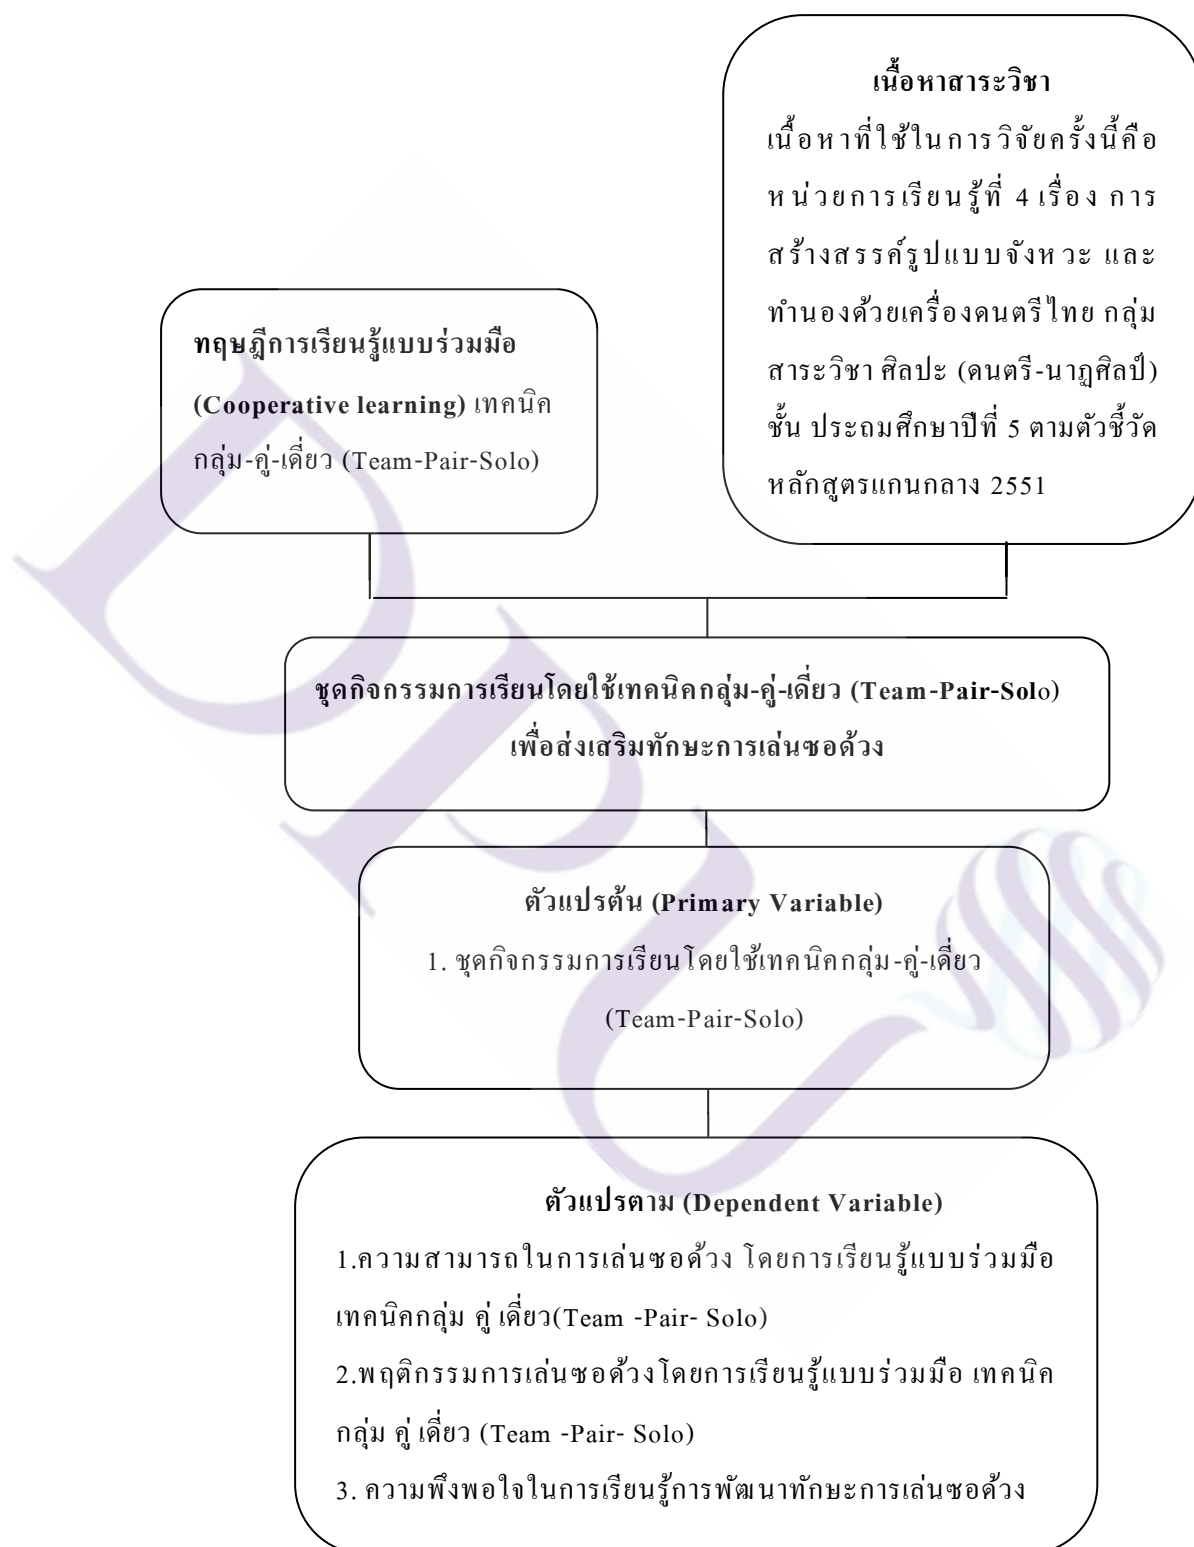 เนื้อหาสาระวิชา
เนื้อหาที่ใช้ในการวิจัยครั้งนี้คือ
หน่วยการเรียนรู้ที่ 4 เรื่อง การ
สร้างสรรค์รูปแบบจังหวะ และ
ทำนองด้วยเครื่องดนตรีไทย กลุ่ม
สาระวิชา ศิลปะ (ดนตรี-นาฏศิลป์)
ชั้น ประถมศึกษาปีที่ 5 ตามตัวชี้วัด
หลักสูตรแกนกลาง 2551
ทฤษฎีการเรียนรู้แบบร่วมมือ
(Cooperative learning) เทคนิค
กลุ่ม-คู่-เดี่ยว (Team-Pair-Solo)
ชุดกิจกรรมการเรียนโดยใช้เทคนิคกลุ่ม-คู่-เดี่ยว (Team-Pair-Solo)
เพื่อส่งเสริมทักษะการเล่นซอด้วง
ตัวแปรต้น (Primary Variable)
1. ชุดกิจกรรมการเรียนโดยใช้เทคนิคกลุ่ม-คู่-เดี่ยว
(Team-Pair-Solo)
ตัวแปรตาม (Dependent Variable)
1.ความสามารถในการเล่นซอด้วง โดยการเรียนรู้แบบร่วมมือ
เทคนิคกลุ่ม คู่ เดี่ยว(Team -Pair- Solo)
2.พฤติกรรมการเล่นซอด้วงโดยการเรียนรู้แบบร่วมมือ เทคนิค
กลุ่ม คู่ เดี่ยว (Team -Pair- Solo)
3. ความพึงพอใจในการเรียนรู้การพัฒนาทักษะการเล่นซอด้วง
DPU